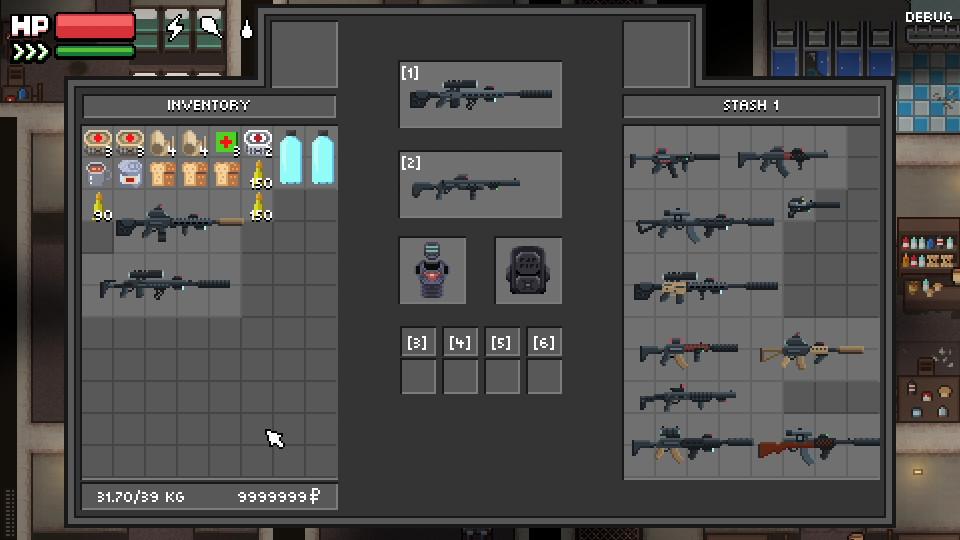 HP
DEBUG
>>>
INVENTORY
[1]
STASH 1
3 3 4 4 3 2
150
[2]
90 150
[3] [4] [5] [6]
31.70/39 KG 9999999₽